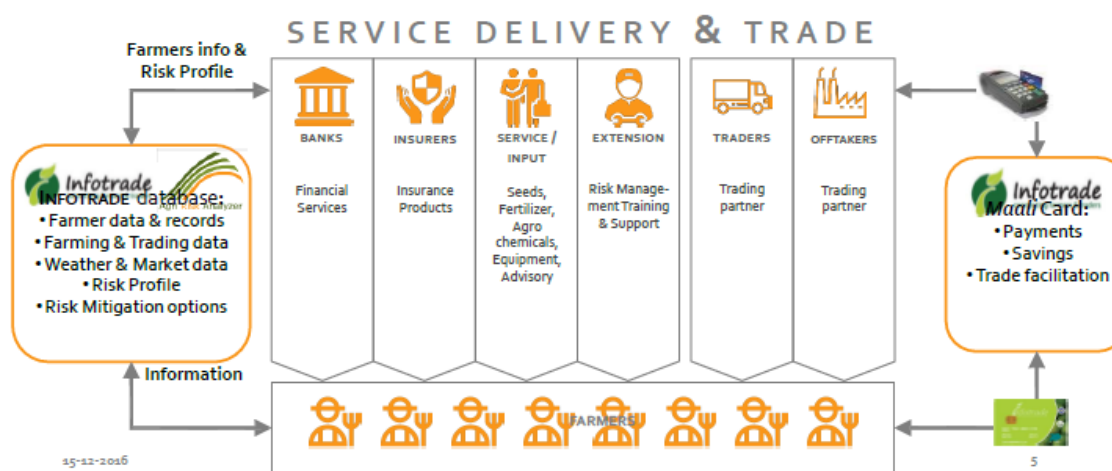 SERVICE DELIVERY & TRADE
Farmers info &
Risk Profile
BANKS
Financial
Services
INSURERS
Insurance
Products
SERVICE /
INPUT
Seeds,
Fertilizer,
Agro
chemicals,
Equipment,
Advisory
EXTENSION
Risk Manage-
ment Training
& Support
TRADERS
Trading
partner
OFFTAKERS
Trading
partner
Infotrade
Agri Risk Analyzer
INFOTRADE database:
• Farmer data & records
• Farming & Trading data
• Weather & Market data
• Risk Profile
• Risk Mitigation options
Infotrade
Maali Card:
• Payments
• Savings
• Trade facilitation
Information
FARMERS
15-12-2016
5